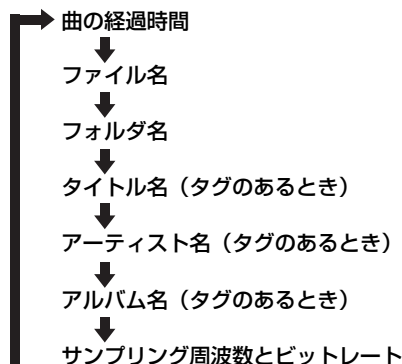 曲の経過時間
ファイル名
フォルダ名
タイトル名（タグのあるとき）
アーティスト名（タグのあるとき）
アルバム名（タグのあるとき）
サンプリング周波数とビットレート